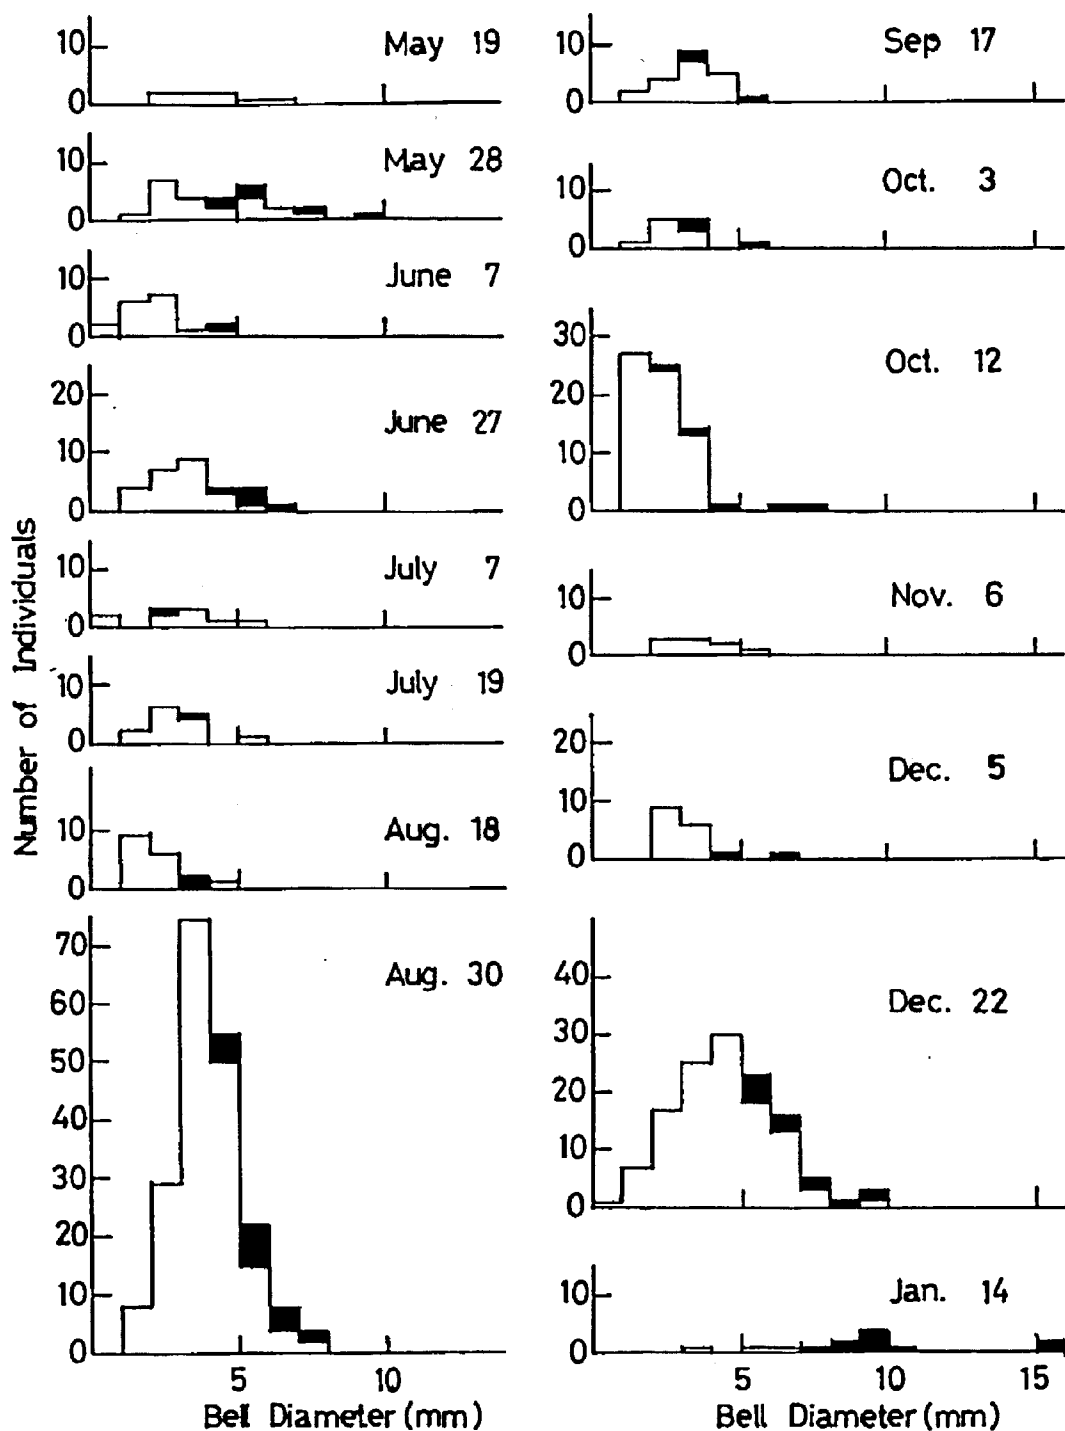 Number of Individuals
10
0
May 19
10
0
May 28
10
0
June 7
20
10
0
June 27
10
0
July 7
10
0
July 19
10
0
Aug. 18
70
60
50
40
30
20
10
0
Aug. 30
5 10
Bell Diameter (mm)
10
0
Sep 17
10
0
Oct. 3
30
20
10
0
Oct. 12
10
0
Nov. 6
20
10
0
Dec. 5
40
30
20
10
0
Dec. 22
10
0
Jan. 14
5 10 15
Bell Diameter (mm)